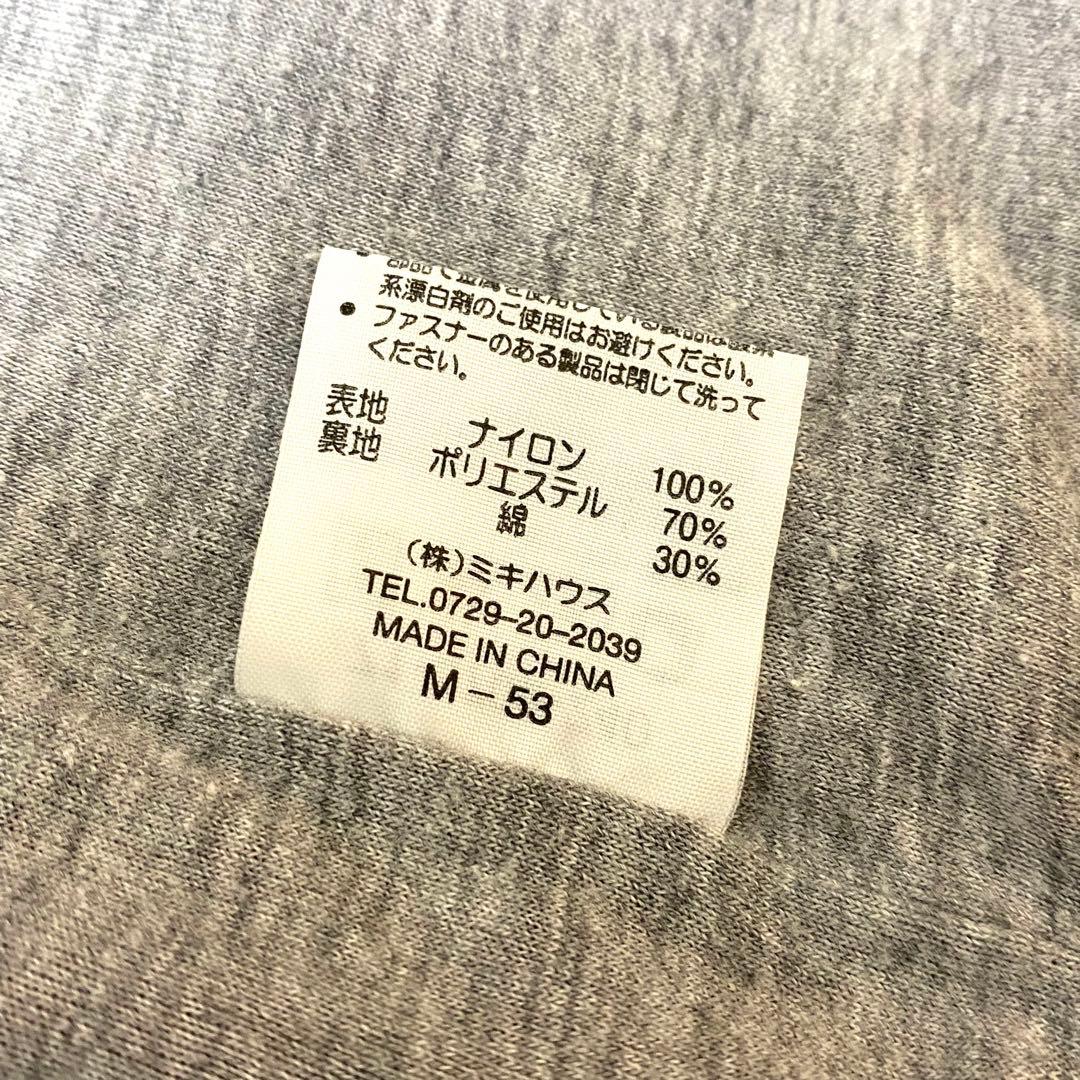 系漂白剤のご使用はお避けください。
• ファスナーのある製品は閉じて洗って
ください。
表地 ナイロン 100%
裏地 ポリエステル 70%
綿 30%
(株)ミキハウス
TEL.0729-20-2039
MADE IN CHINA
M-53